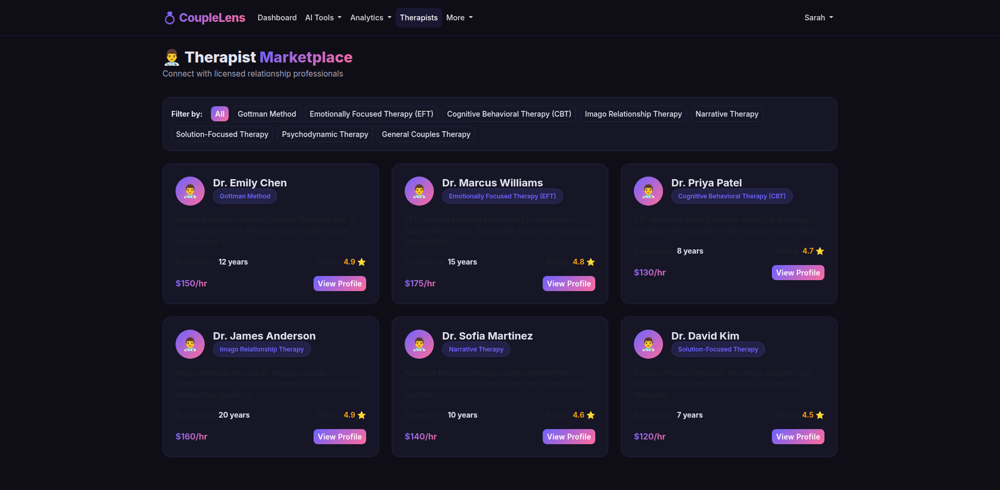 CoupleLens Dashboard AI Tools Analytics Therapists More Sarah
Therapist Marketplace
Connect with licensed relationship professionals
Filter by: All Gottman Method Emotionally Focused Therapy (EFT) Cognitive Behavioral Therapy (CBT) Imago Relationship Therapy Narrative Therapy
Solution-Focused Therapy Psychodynamic Therapy General Couples Therapy
Dr. Emily Chen
Gottman Method
Certified Gottman Method Couples Therapist with 12
years of experience helping couples build stronger
relationships t...
Experience: 12 years Rating: 4.9
$150/hr View Profile
Dr. Marcus Williams
Emotionally Focused Therapy (EFT)
EFT-certified therapist specializing in attachment-
based interventions. Passionate about helping couples
deepen their...
Experience: 15 years Rating: 4.8
$175/hr View Profile
Dr. Priya Patel
Cognitive Behavioral Therapy (CBT)
CBT specialist helping couples identify and change
negative thinking patterns that damage relationships.
Experience: 8 years Rating: 4.7
$130/hr View Profile
Dr. James Anderson
Imago Relationship Therapy
Imago therapist focused on helping couples
understand how childhood experiences shape current
relationship dynamics.
Experience: 20 years Rating: 4.9
$160/hr View Profile
Dr. Sofia Martinez
Narrative Therapy
Narrative therapist helping couples rewrite their
relationship stories and rediscover their strengths as
partners.
Experience: 10 years Rating: 4.6
$140/hr View Profile
Dr. David Kim
Solution-Focused Therapy
Solution-focused therapist who helps couples move
quickly from problems to solutions with practical
strategies.
Experience: 7 years Rating: 4.5
$120/hr View Profile